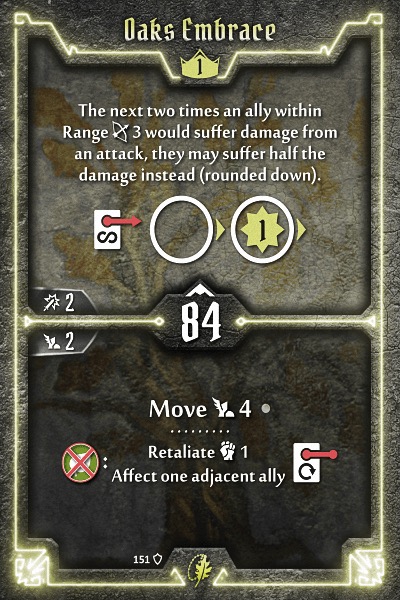 Oaks Embrace
1
The next two times an ally within
Range 3 would suffer damage from
an attack, they may suffer half the
damage instead (rounded down).
1
2
84
2
Move 4
Retaliate 1
:
Affect one adjacent ally
151